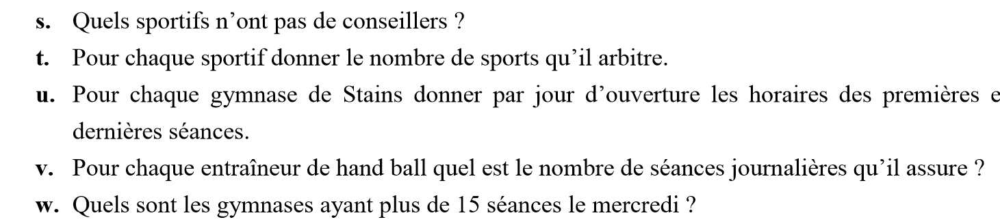 s. Quels sportifs n’ont pas de conseillers ?
t. Pour chaque sportif donner le nombre de sports qu’il arbitre.
u. Pour chaque gymnase de Stains donner par jour d’ouverture les horaires des premières e
dernières séances.
v. Pour chaque entraîneur de hand ball quel est le nombre de séances journalières qu’il assure ?
w. Quels sont les gymnases ayant plus de 15 séances le mercredi ?